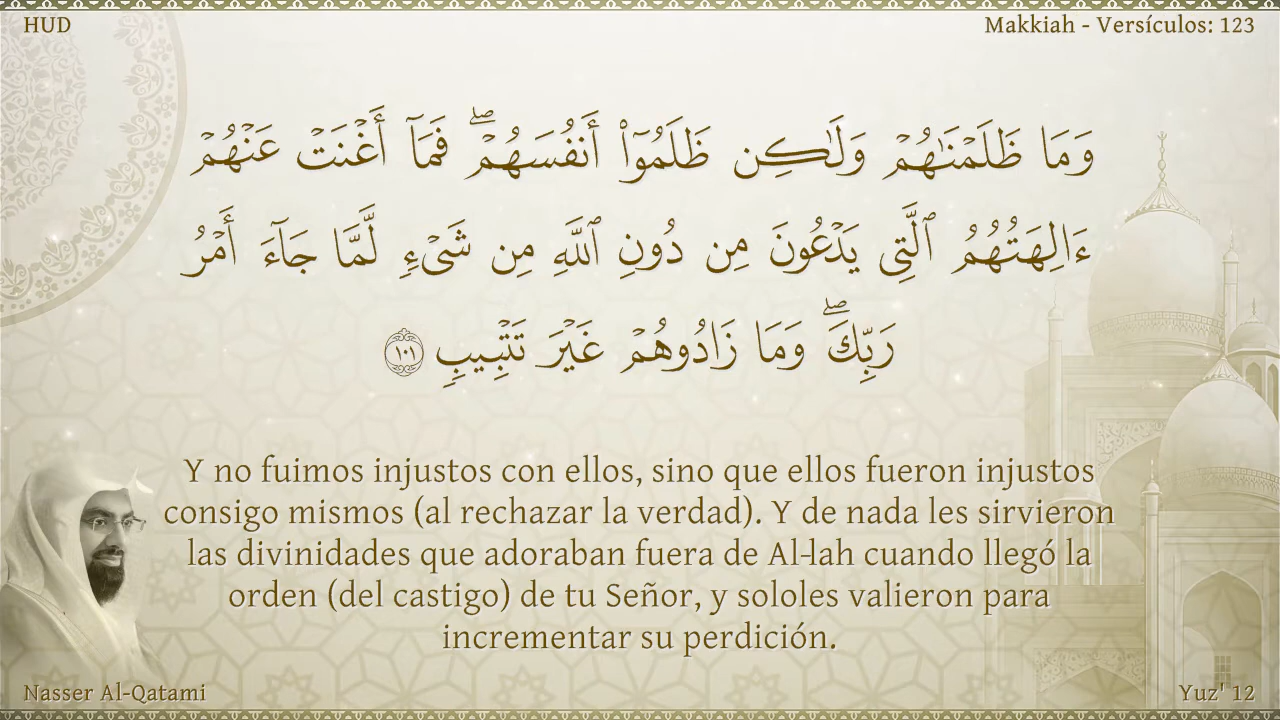 HUD
Makkiah - Versículos: 123
وَمَا ظَلَمْنَـٰهُمْ وَلَـٰكِن ظَلَمُوٓا۟ أَنفُسَهُمْ ۖ فَمَآ أَغْنَتْ عَنْهُمْ
ءَالِهَتُهُمُ ٱلَّتِى يَدْعُونَ مِن دُونِ ٱللَّهِ مِن شَىْءٍ لَّمَّا جَآءَ أَمْرُ
رَبِّكَ ۖ وَمَا زَادُوهُمْ غَيْرَ تَتْبِيبٍ ١٠١
Y no fuimos injustos con ellos, sino que ellos fueron injustos
consigo mismos (al rechazar la verdad). Y de nada les sirvieron
las divinidades que adoraban fuera de Al-lah cuando llegó la
orden (del castigo) de tu Señor, y sololes valieron para
incrementar su perdición.
Nasser Al-Qatami
Yuz' 12